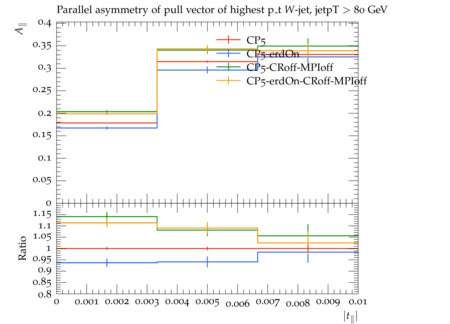 Parallel asymmetry of pull vector of highest p_t W-jet, jetpT > 80 GeV
A∥
0.4
0.35
0.3
0.25
0.2
0.15
0.1
0.05
0
CP5
CP5-erdOn
CP5-CRoff-MPIoff
CP5-erdOn-CRoff-MPIoff
Ratio
1.15
1.1
1.05
1
0.95
0.9
0.85
0.8
0 0.001 0.002 0.003 0.004 0.005 0.006 0.007 0.008 0.009 0.01
|t∥|